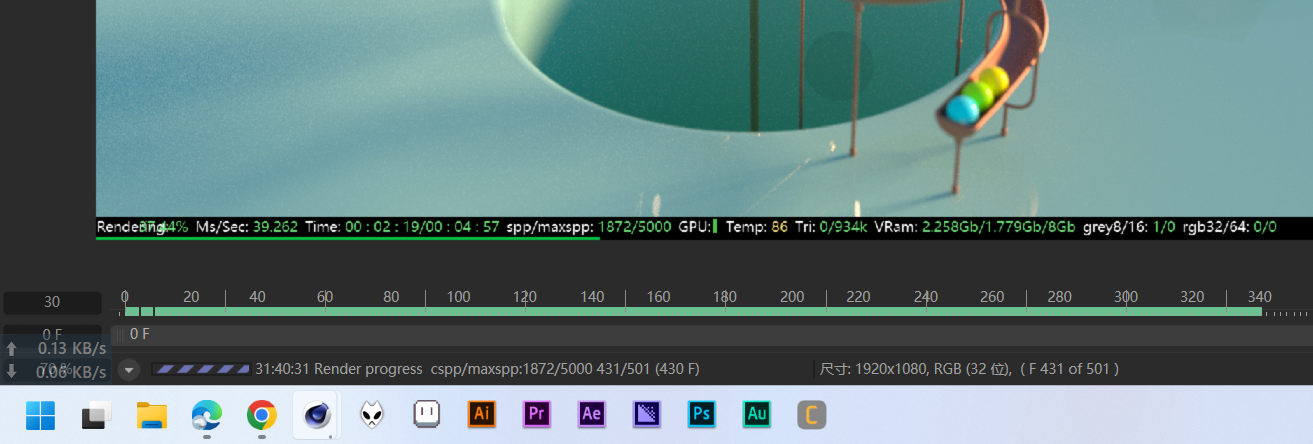 Rendering: 37.44% Ms/Sec: 39.262 Time: 00 : 02 : 19/00 : 04 : 57 spp/maxspp: 1872/5000 GPU: Temp: 86 Tri: 0/934k VRam: 2.258Gb/1.779Gb/8Gb grey8/16: 1/0 rgb32/64: 0/0
30 0 20 40 60 80 100 120 140 160 180 200 220 240 260 280 300 320 340
0 F 0 F
0.13 KB/s
70 % 0.06 KB/s 31:40:31 Render progress cspp/maxspp:1872/5000 431/501 (430 F) 尺寸: 1920x1080, RGB (32 位), ( F 431 of 501 )
Ai Pr Ae Ps Au C